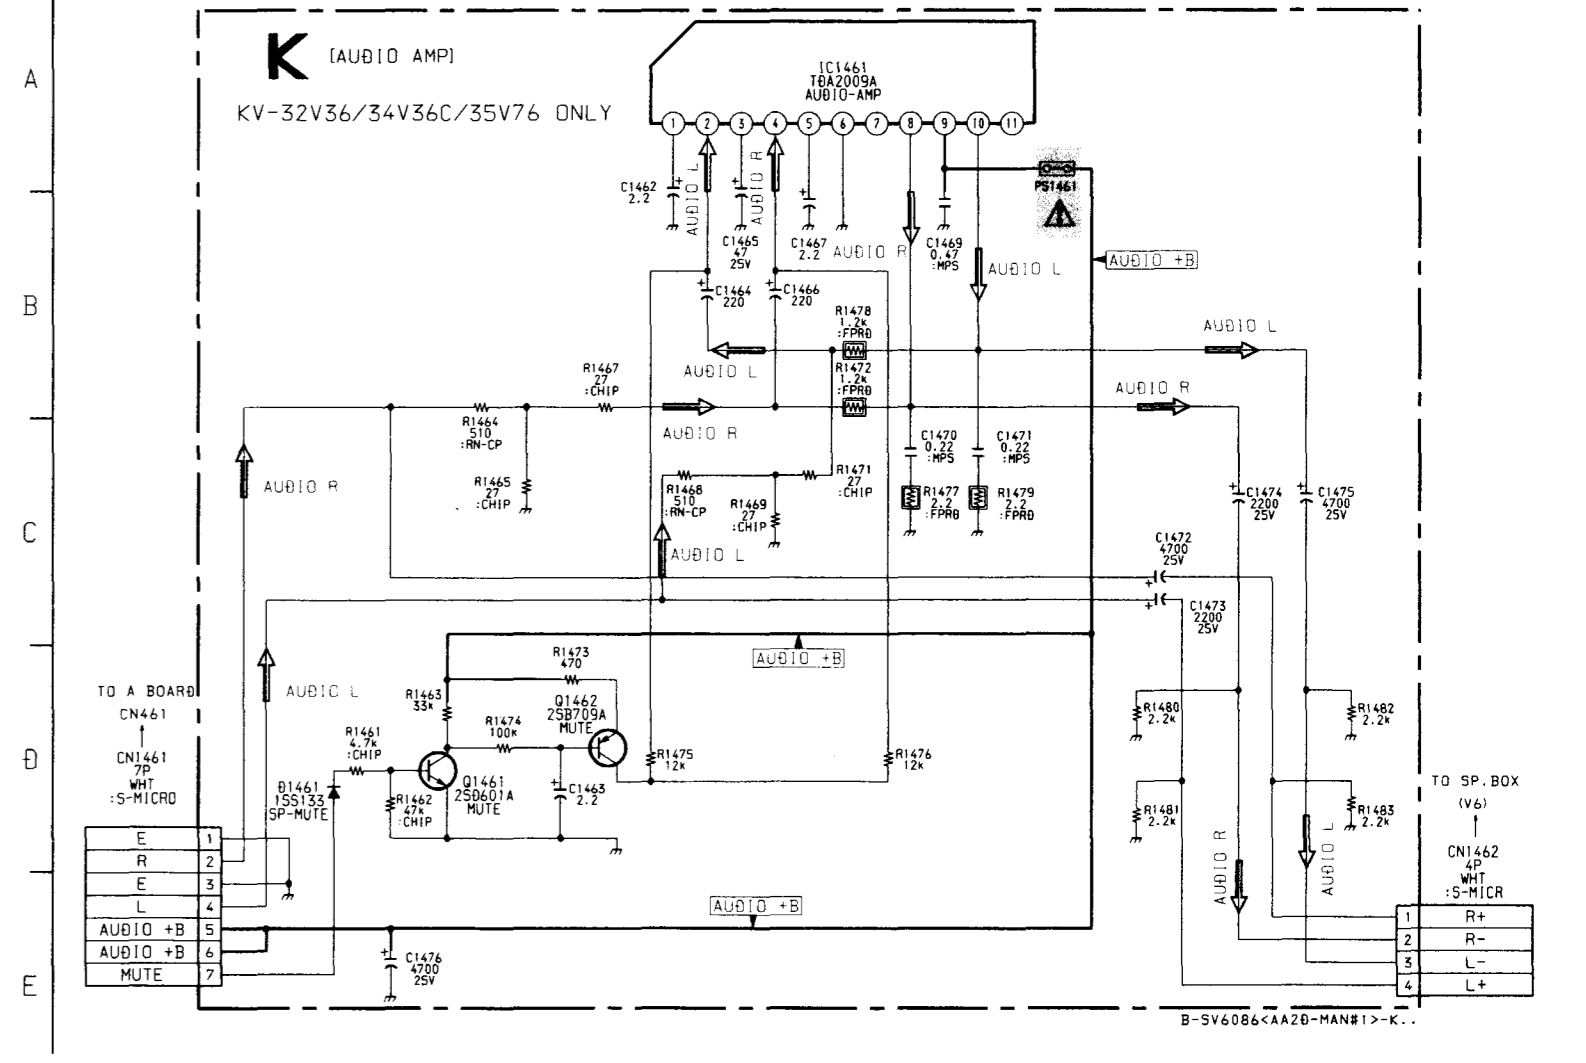 A
B
C
D
E
K [AUDIO AMP]
KV-32V36/34V36C/35V76 ONLY
IC1461
TDA2009A
AUDIO-AMP
1 2 3 4 5 6 7 8 9 10 11
PS1461
C1462
2.2
AUDIO L
C1465
47
25V
AUDIO R
C1467
2.2
AUDIO R
C1469
0.47
:MPS
AUDIO L
AUDIO +B
C1464
220
C1466
220
R1478
1.2k
:FPRD
AUDIO L
AUDIO L
R1472
1.2k
:FPRD
R1467
27
:CHIP
AUDIO R
AUDIO R
R1464
510
:RN-CP
R1465
27
:CHIP
AUDIO R
R1468
510
:RN-CP
R1469
27
:CHIP
R1471
27
:CHIP
C1470
0.22
:MPS
C1471
0.22
:MPS
R1477
2.2
:FPRD
R1479
2.2
:FPRD
C1474
2200
25V
C1475
4700
25V
AUDIO L
C1472
4700
25V
C1473
2200
25V
AUDIO +B
AUDIO L
R1473
470
R1463
33k
Q1462
2SB709A
MUTE
R1474
100k
R1461
4.7k
:CHIP
D1461
1SS133
SP-MUTE
R1462
47k
:CHIP
Q1461
2SD601A
MUTE
C1463
2.2
R1475
12k
R1476
12k
R1480
2.2k
R1482
2.2k
R1481
2.2k
R1483
2.2k
AUDIO R
AUDIO L
TO A BOARD
CN461
CN1461
7P
WHT
:S-MICRO
E 1
R 2
E 3
L 4
AUDIO +B 5
AUDIO +B 6
MUTE 7
AUDIO +B
C1476
4700
25V
TO SP.BOX
(V6)
CN1462
4P
WHT
:S-MICR
1 R+
2 R-
3 L-
4 L+
B-SV6086<AA2D-MAN#1>-K..